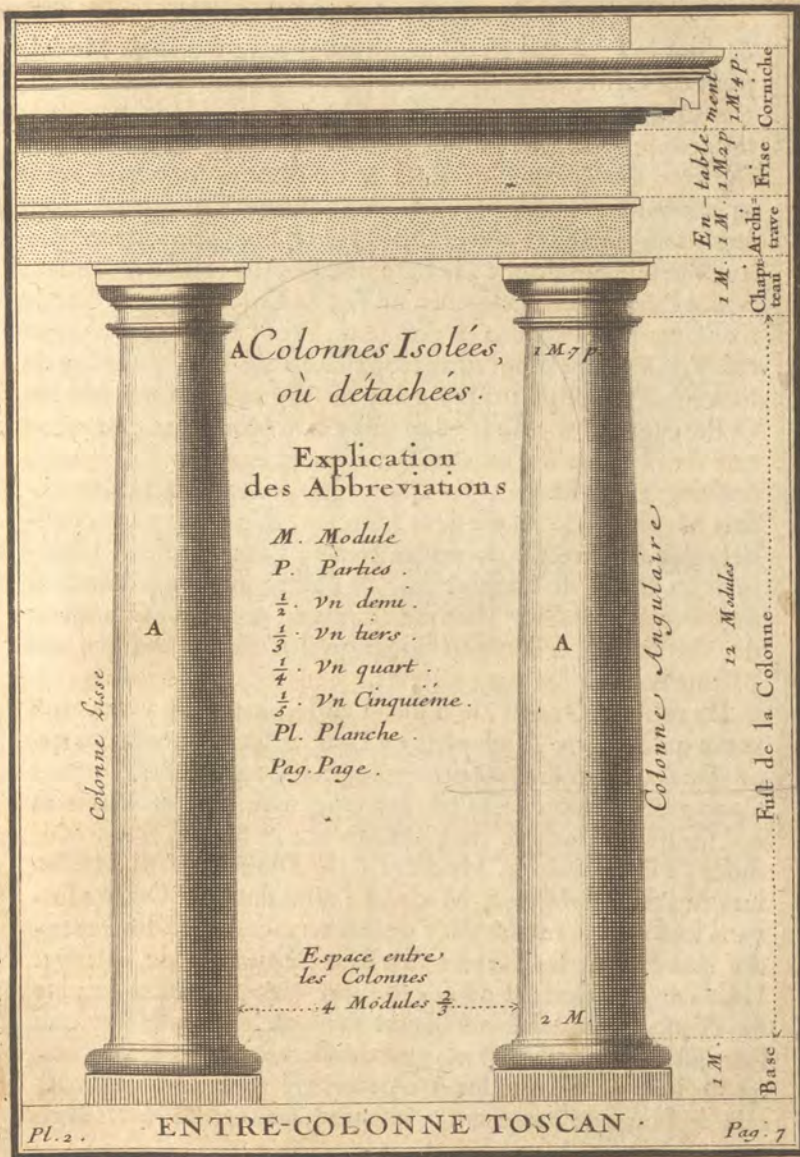 A Colonnes Isolées,
où détacheés.
Explication
des Abbreviations
M. Module
P. Parties.
1/2. Vn demi.
1/3. Vn tiers.
1/4. Vn quart.
1/5. Vn Cinquiéme.
Pl. Planche.
Pag. Page.
A
Colonne Lisse
1 M. 7 p.
A
Colonne Angulaire
Espace entre
les Colonnes
4 Modules 2/3
2 M.
En-table-ment
1 M. 4 p.
Corniche
1 M 2 p
Frise
1 M.
Archi=
trave
1 M.
Chapi=
teau
12 Modules
Fust de la Colonne
1 M.
Base
Pl. 2.
ENTRE-COLONNE TOSCAN.
Pag. 7